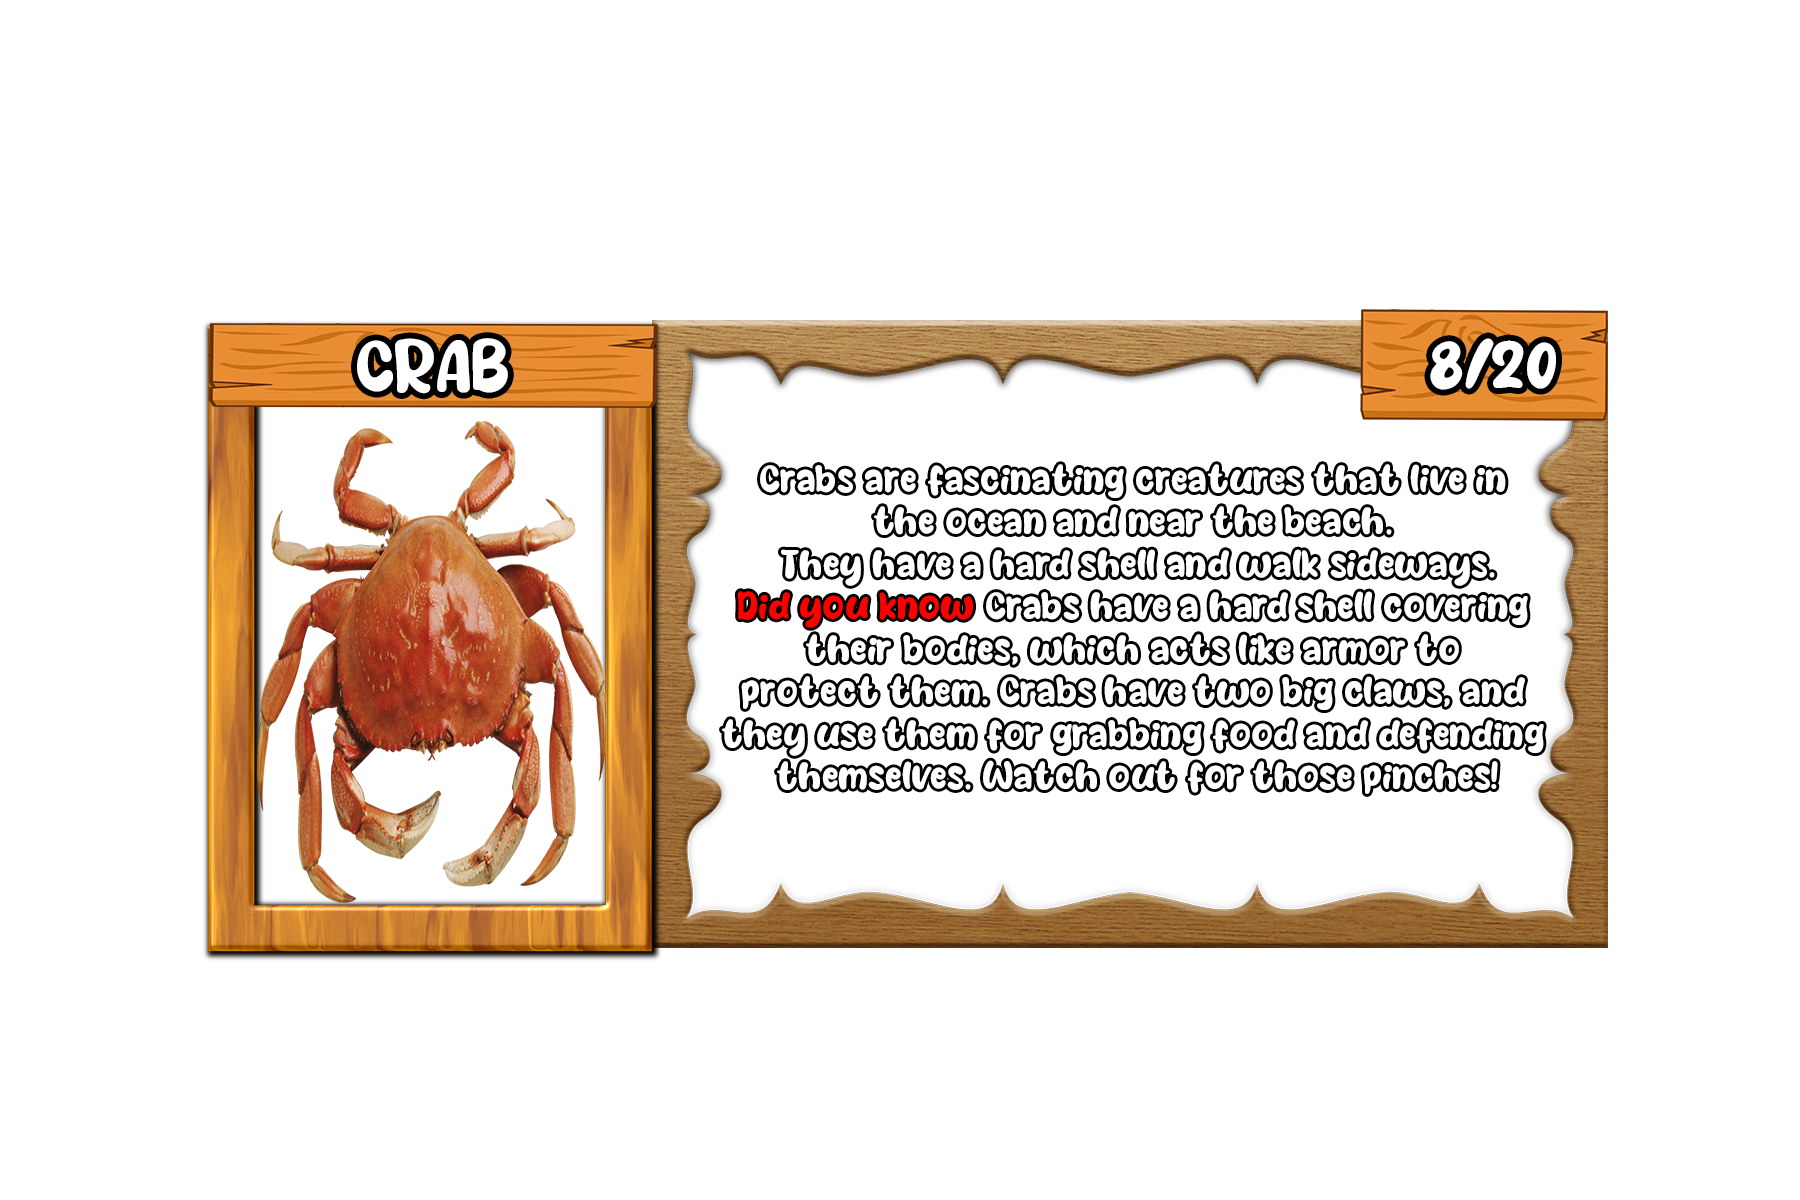 CRAB
8/20
Crabs are fascinating creatures that live in
the ocean and near the beach.
They have a hard shell and walk sideways.
Did you know Crabs have a hard shell covering
their bodies, which acts like armor to
protect them. Crabs have two big claws, and
they use them for grabbing food and defending
themselves. Watch out for those pinches!